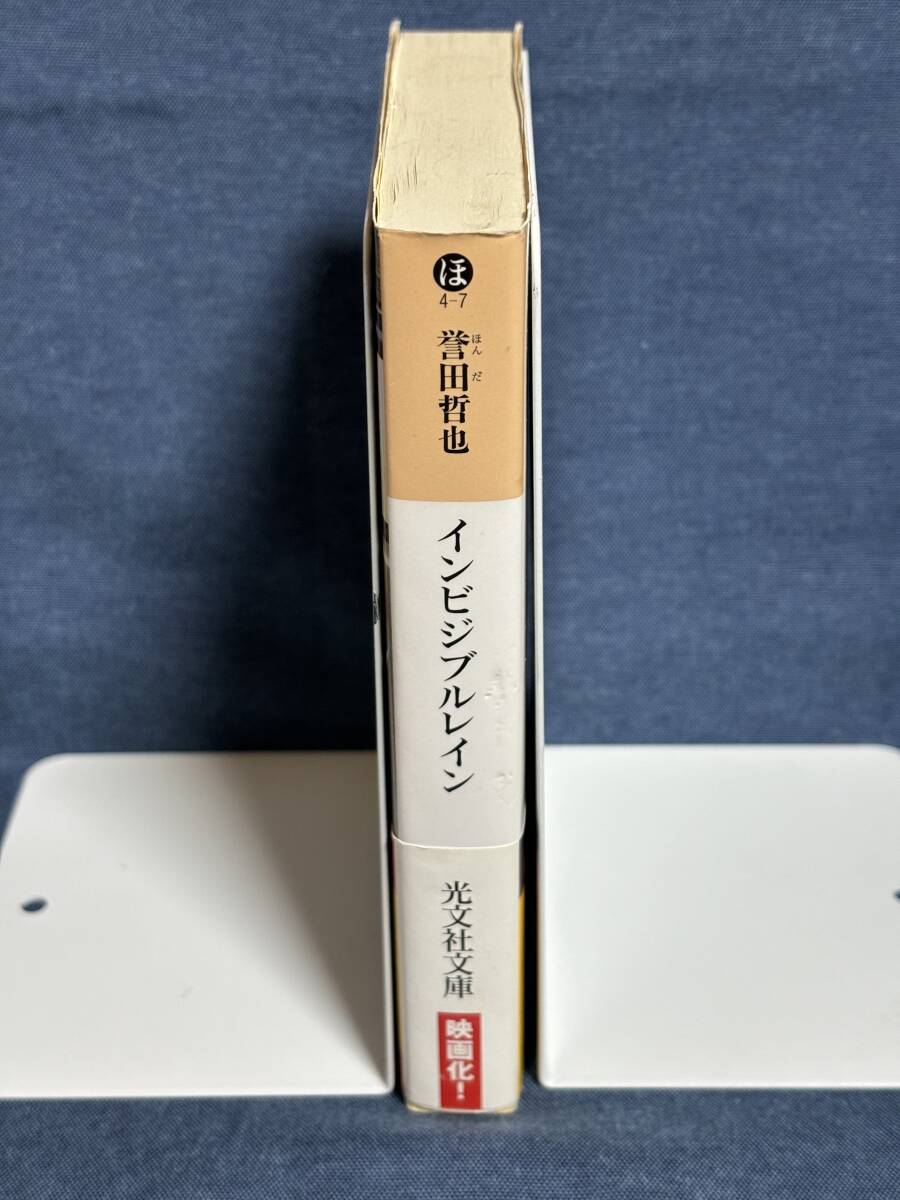 ほ
4-7
誉田哲也
ほんだ
インビジブルレイン
光文社文庫
映画化!